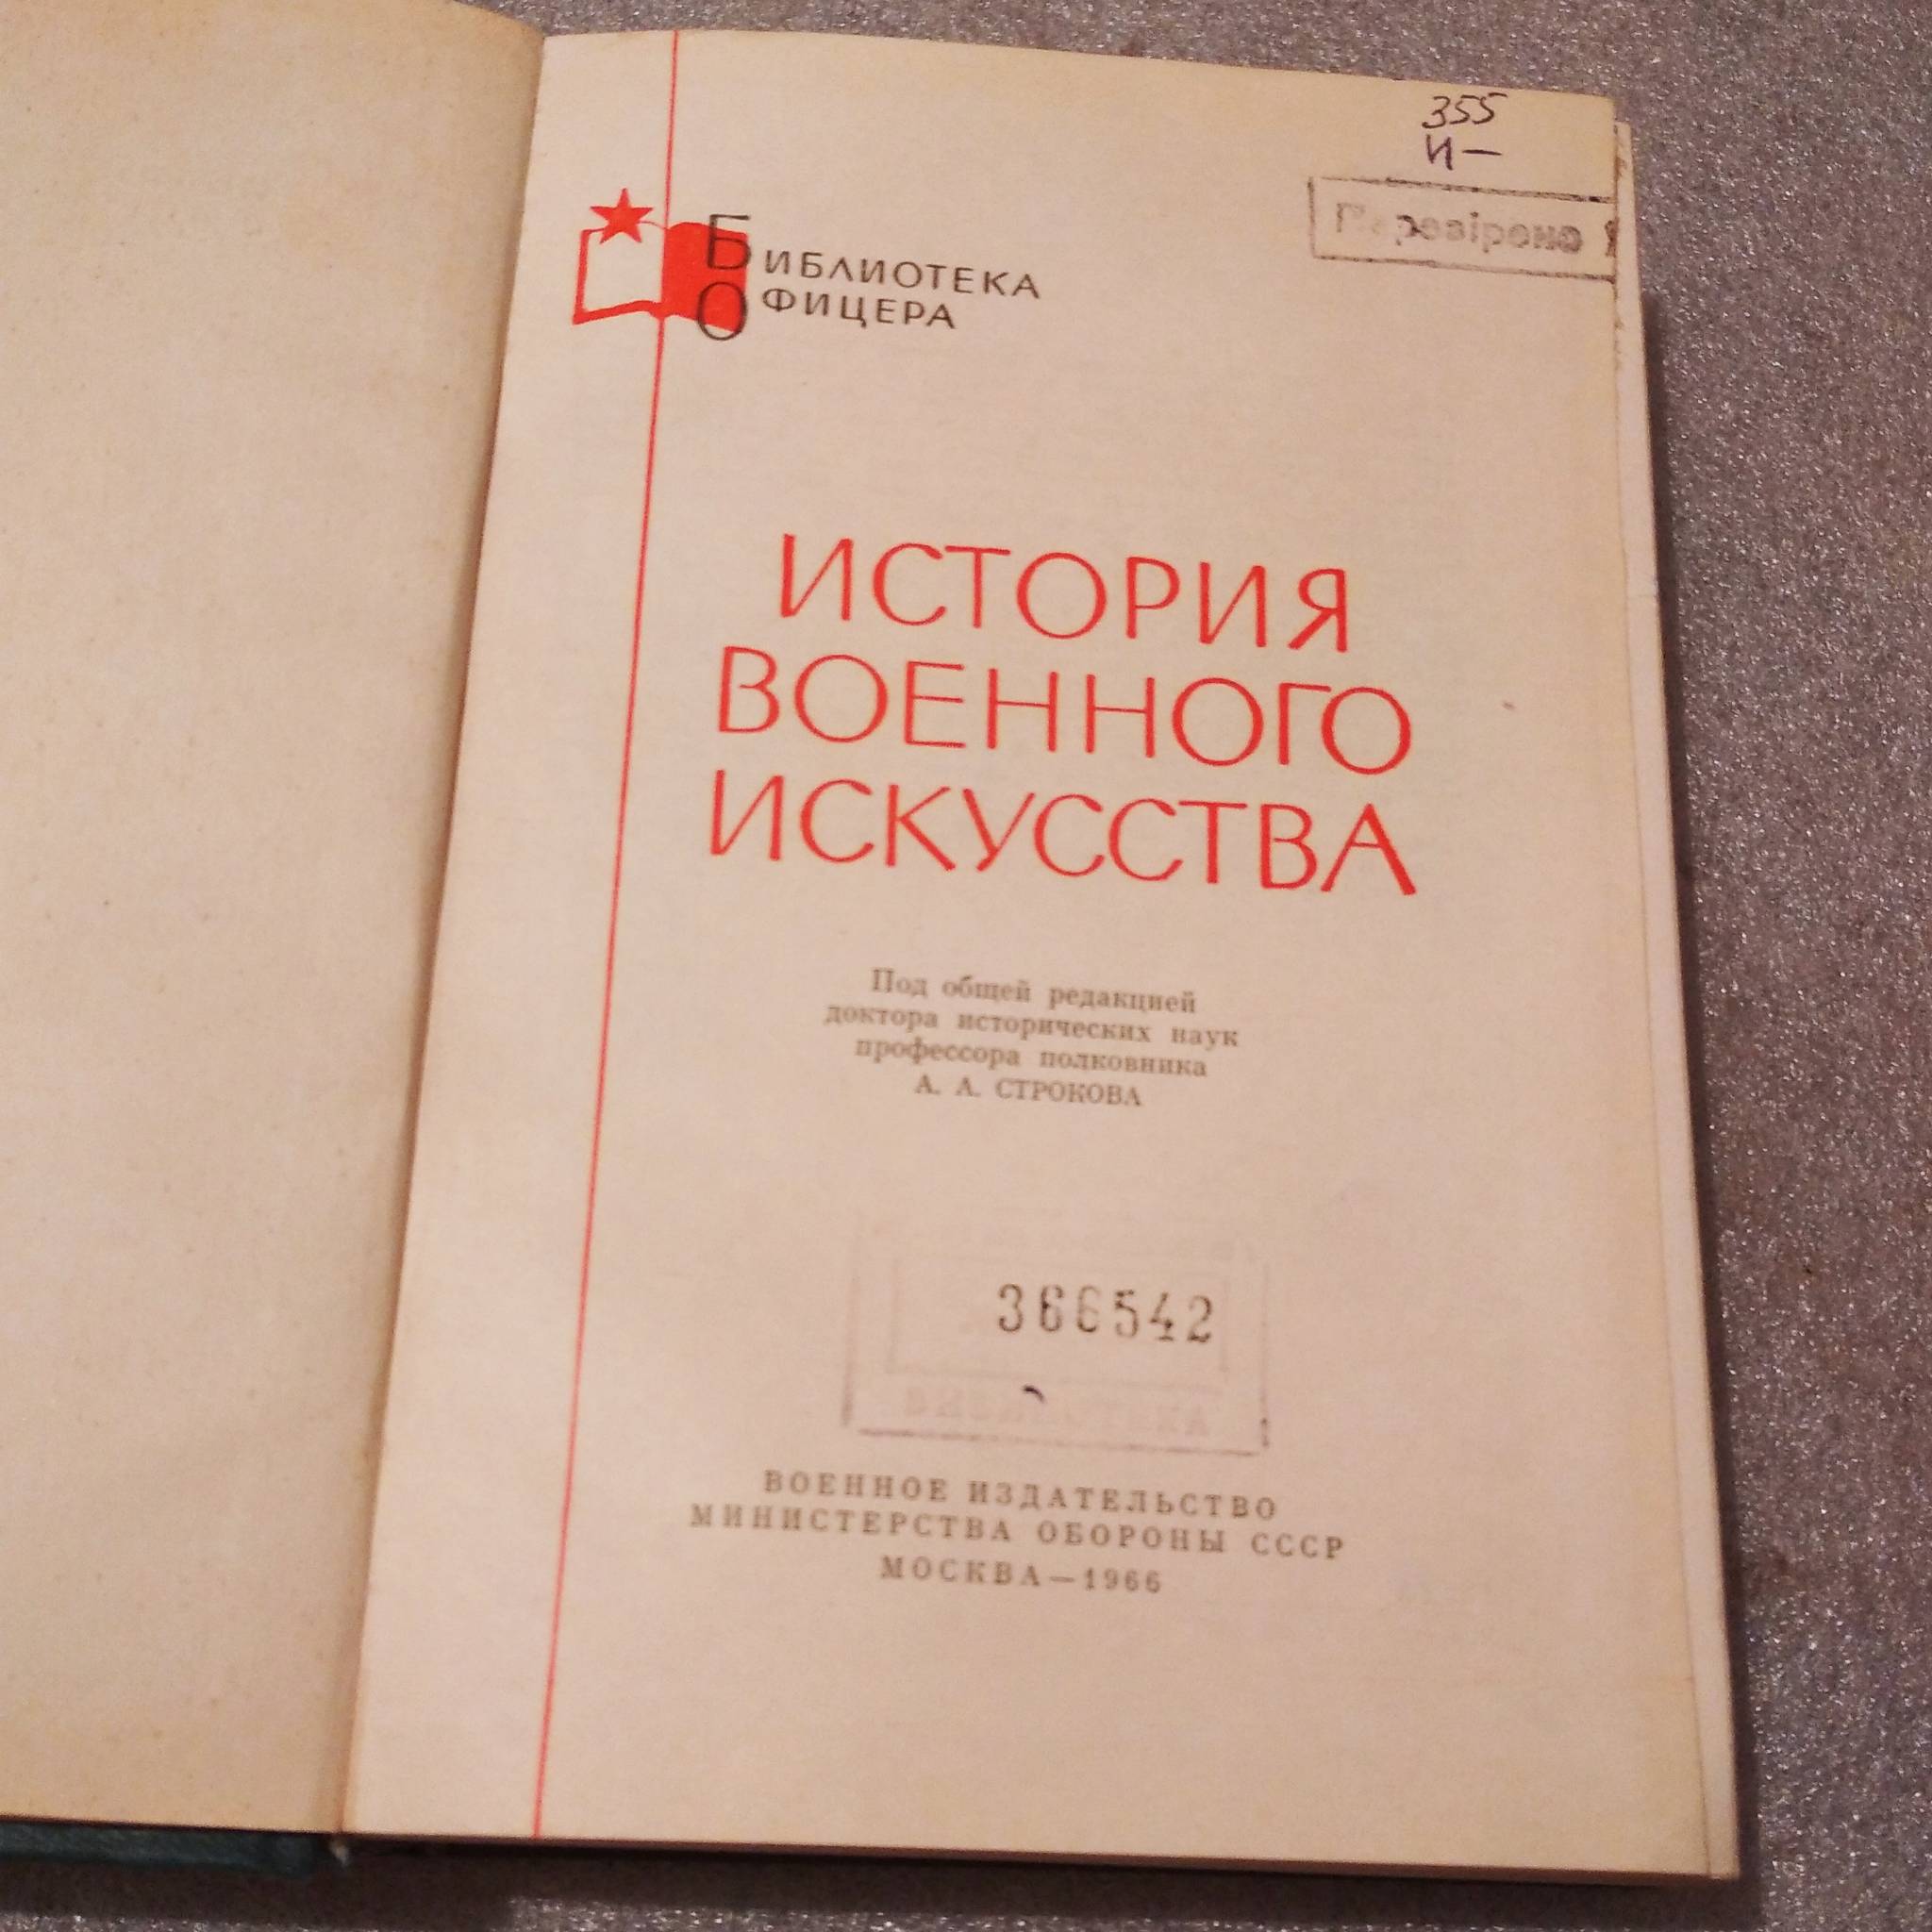 355
И—
Перевірено
БИБЛИОТЕКА
ОФИЦЕРА
ИСТОРИЯ
ВОЕННОГО
ИСКУССТВА
Под общей редакцией
доктора исторических наук
профессора полковника
А. А. СТРОКОВА
366542
ВОЕННОЕ ИЗДАТЕЛЬСТВО
МИНИСТЕРСТВА ОБОРОНЫ СССР
МОСКВА—1966